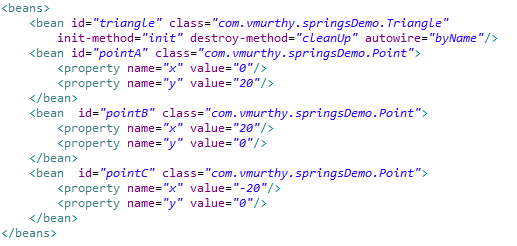 <beans>
<bean id="triangle" class="com.vmurthy.springsDemo.Triangle"
init-method="init" destroy-method="cleanUp" autowire="byName"/>
<bean id="pointA" class="com.vmurthy.springsDemo.Point">
<property name="x" value="0"/>
<property name="y" value="20"/>
</bean>
<bean  id="pointB" class="com.vmurthy.springsDemo.Point">
<property name="x" value="20"/>
<property name="y" value="0"/>
</bean>
<bean  id="pointC" class="com.vmurthy.springsDemo.Point">
<property name="x" value="-20"/>
<property name="y" value="0"/>
</bean>
</beans>